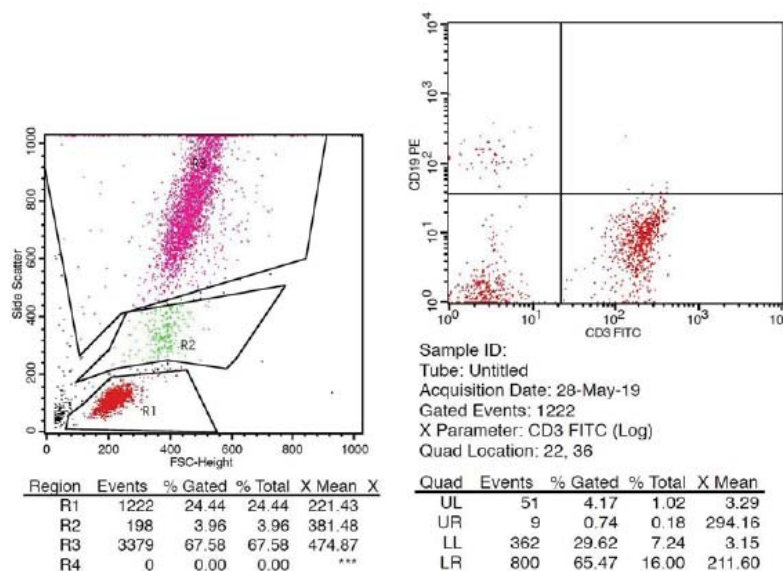 1000
800
600
400
200
0
Side Scatter
R3
R2
R1
0 200 400 600 800 1000
FSC-Height
Region Events % Gated % Total X Mean X
R1 1222 24.44 24.44 221.43
R2 198 3.96 3.96 381.48
R3 3379 67.58 67.58 474.87
R4 0 0.00 0.00 ***
10^4
10^3
10^2
10^1
10^0
CD19 PE
10^0 10^1 10^2 10^3 10
CD3 FITC
Sample ID:
Tube: Untitled
Acquisition Date: 28-May-19
Gated Events: 1222
X Parameter: CD3 FITC (Log)
Quad Location: 22, 36
Quad Events % Gated % Total X Mean
UL 51 4.17 1.02 3.29
UR 9 0.74 0.18 294.16
LL 362 29.62 7.24 3.15
LR 800 65.47 16.00 211.60